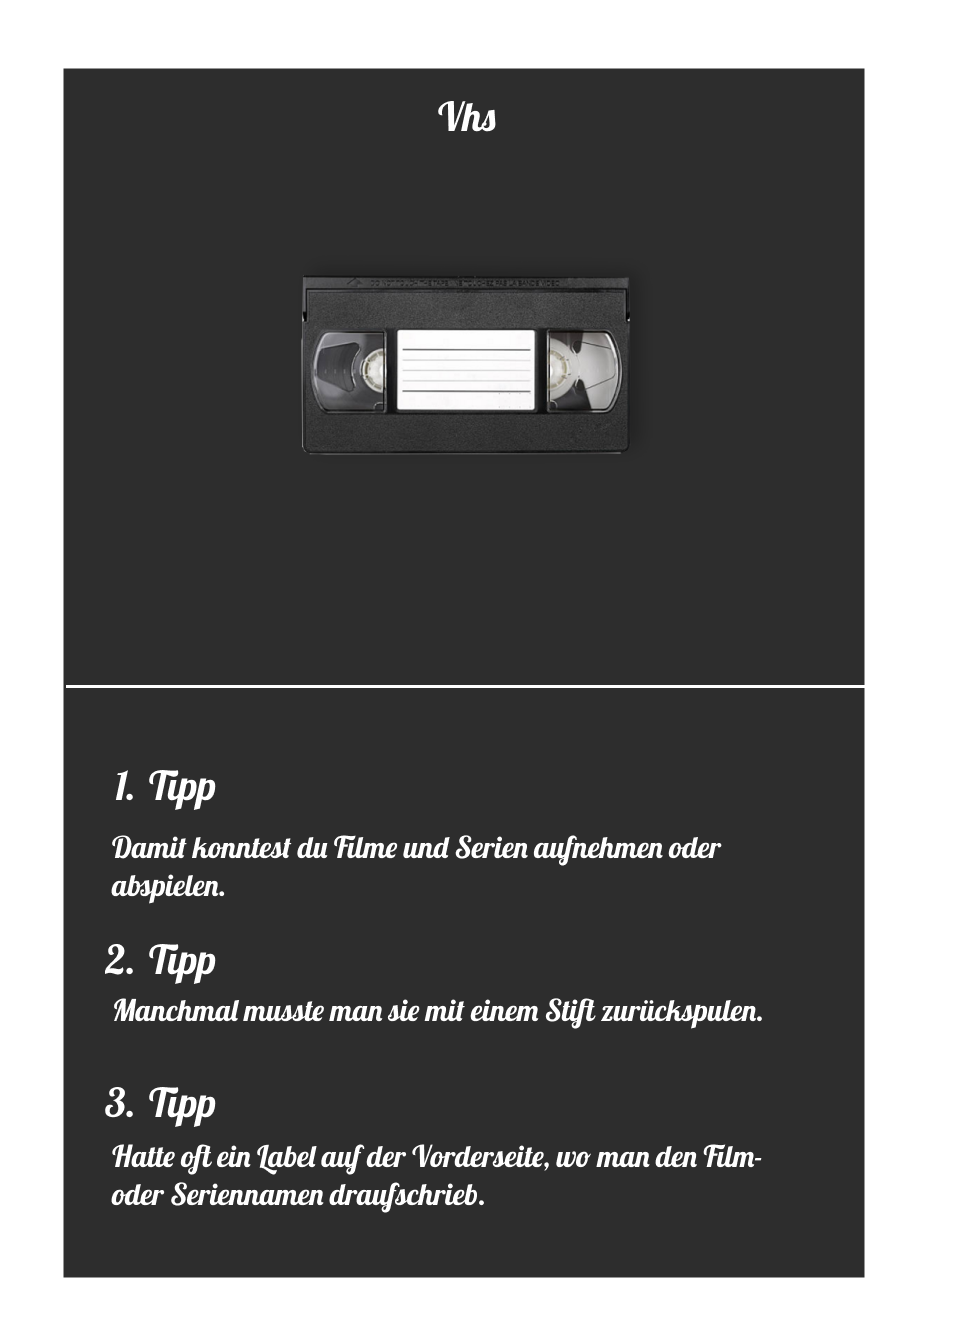 Vhs
1. Tipp
Damit konntest du Filme und Serien aufnehmen oder
abspielen.
2. Tipp
Manchmal musste man sie mit einem Stift zurückspulen.
3. Tipp
Hatte oft ein Label auf der Vorderseite, wo man den Film-
oder Seriennamen draufschrieb.